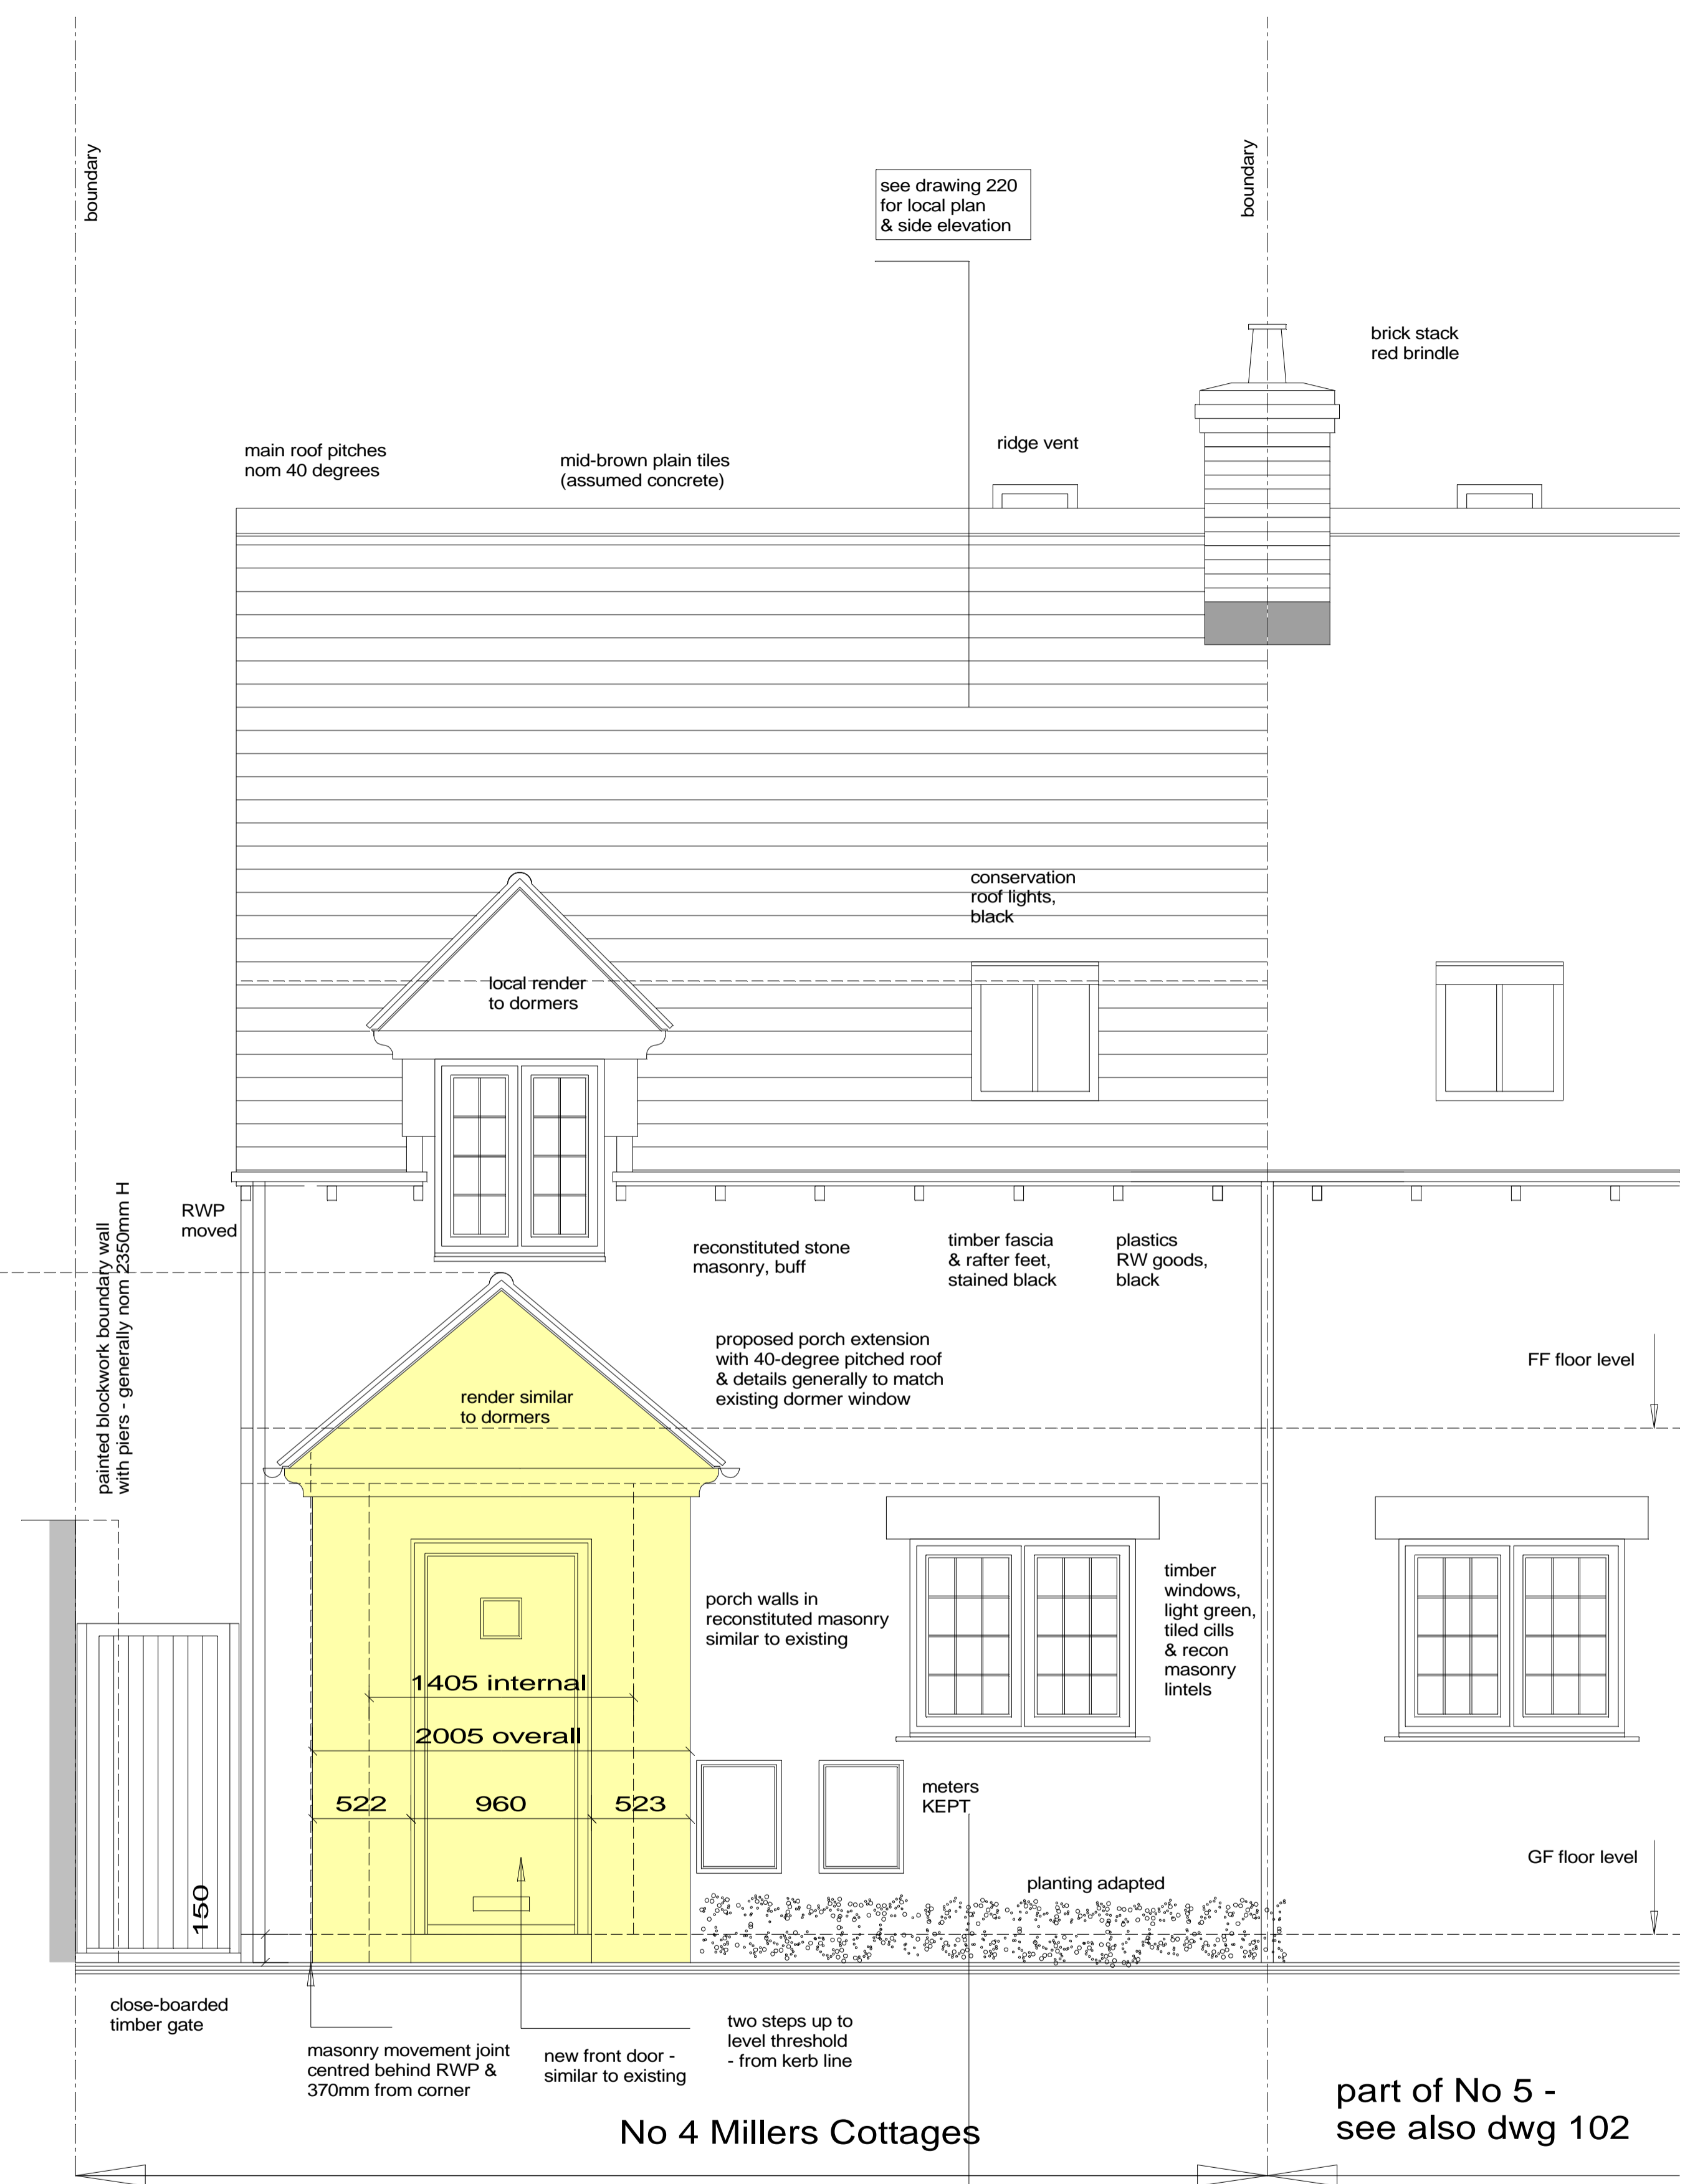 boundary
boundary
see drawing 220
for local plan
& side elevation
brick stack
red brindle
main roof pitches
nom 40 degrees
mid-brown plain tiles
(assumed concrete)
ridge vent
conservation
roof lights,
black
local render
to dormers
painted blockwork boundary wall
with piers - generally nom 2350mm H
RWP
moved
reconstituted stone
masonry, buff
timber fascia
& rafter feet,
stained black
plastics
RW goods,
black
proposed porch extension
with 40-degree pitched roof
& details generally to match
existing dormer window
FF floor level
render similar
to dormers
porch walls in
reconstituted masonry
similar to existing
timber
windows,
light green,
tiled cills
& recon
masonry
lintels
1405 internal
2005 overall
522
960
523
meters
KEPT
GF floor level
planting adapted
150
close-boarded
timber gate
masonry movement joint
centred behind RWP &
370mm from corner
new front door -
similar to existing
two steps up to
level threshold
- from kerb line
No 4 Millers Cottages
part of No 5 -
see also dwg 102